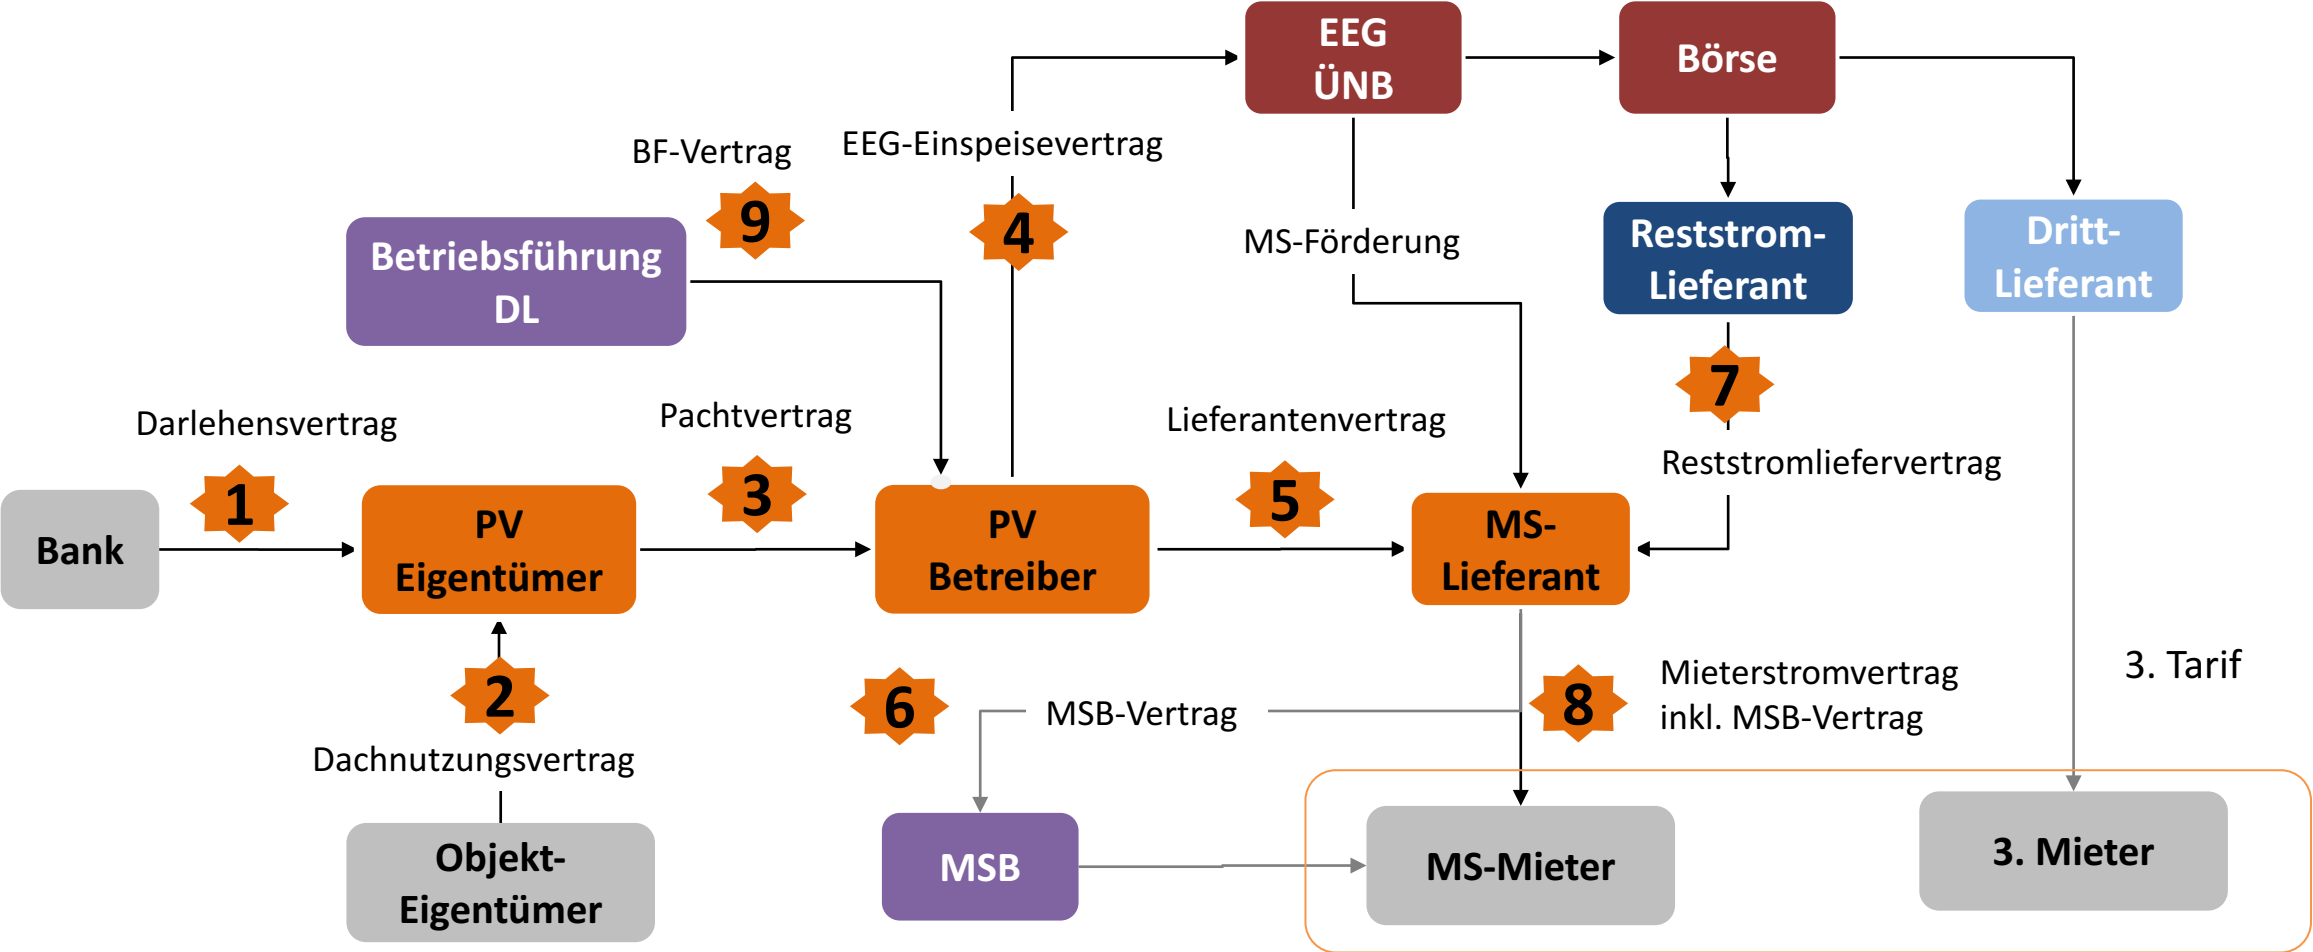 EEG
ÜNB
Börse
BF-Vertrag
9
EEG-Einspeisevertrag
4
Betriebsführung
DL
MS-Förderung
Reststrom-
Lieferant
Dritt-
Lieferant
7
Darlehensvertrag
1
Pachtvertrag
3
Lieferantenvertrag
5
Reststromliefervertrag
Bank
PV
Eigentümer
PV
Betreiber
MS-
Lieferant
2
Dachnutzungsvertrag
6
MSB-Vertrag
8
Mieterstromvertrag
inkl. MSB-Vertrag
3. Tarif
Objekt-
Eigentümer
MSB
MS-Mieter
3. Mieter